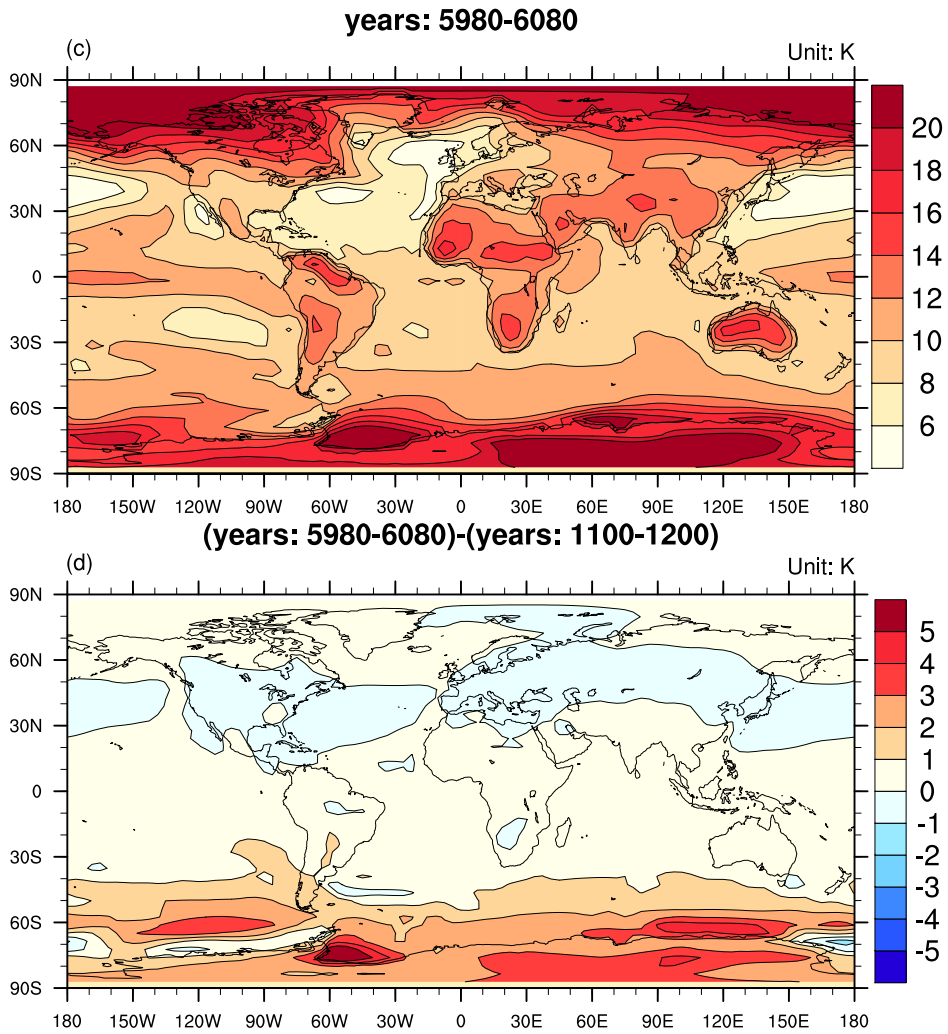 years: 5980-6080
(c)
Unit: K
90N
60N
30N
0
30S
60S
90S
180 150W 120W 90W 60W 30W 0 30E 60E 90E 120E 150E 180
20
18
16
14
12
10
8
6
(years: 5980-6080)-(years: 1100-1200)
(d)
Unit: K
90N
60N
30N
0
30S
60S
90S
180 150W 120W 90W 60W 30W 0 30E 60E 90E 120E 150E 180
5
4
3
2
1
0
-1
-2
-3
-4
-5